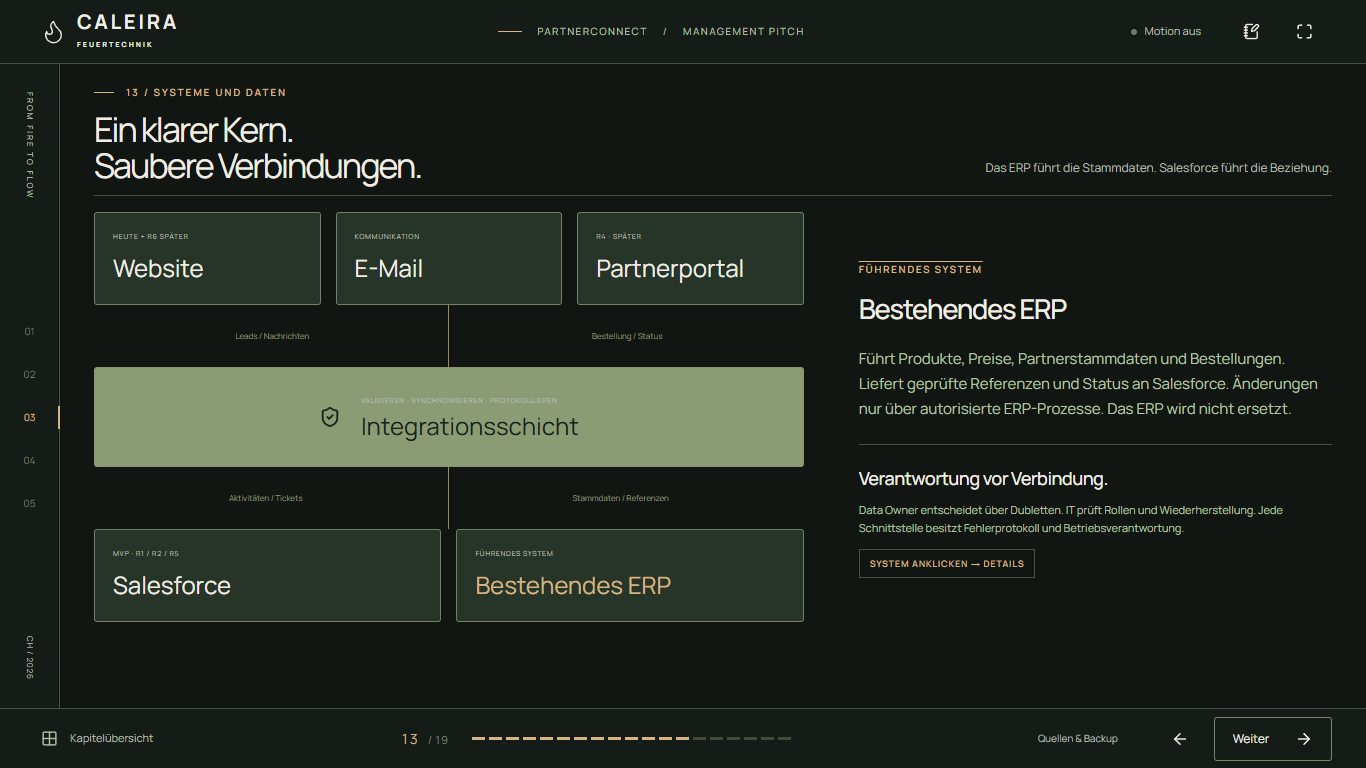 CALEIRA
FEUERTECHNIK
PARTNERCONNECT / MANAGEMENT PITCH
Motion aus
FROM FIRE TO FLOW
01
02
03
04
05
CH / 2026
13 / SYSTEME UND DATEN
Ein klarer Kern.
Saubere Verbindungen.
Das ERP führt die Stammdaten. Salesforce führt die Beziehung.
HEUTE + R6 SPÄTER
Website
KOMMUNIKATION
E-Mail
R4 · SPÄTER
Partnerportal
Leads / Nachrichten
Bestellung / Status
VALIDIEREN · SYNCHRONISIEREN · PROTOKOLLIEREN
Integrationsschicht
Aktivitäten / Tickets
Stammdaten / Referenzen
MVP · R1 / R2 / R5
Salesforce
FÜHRENDES SYSTEM
Bestehendes ERP
FÜHRENDES SYSTEM
Bestehendes ERP
Führt Produkte, Preise, Partnerstammdaten und Bestellungen.
Liefert geprüfte Referenzen und Status an Salesforce. Änderungen
nur über autorisierte ERP-Prozesse. Das ERP wird nicht ersetzt.
Verantwortung vor Verbindung.
Data Owner entscheidet über Dubletten. IT prüft Rollen und Wiederherstellung. Jede
Schnittstelle besitzt Fehlerprotokoll und Betriebsverantwortung.
SYSTEM ANKLICKEN → DETAILS
Kapitelübersicht
13 / 19
Quellen & Backup
Weiter